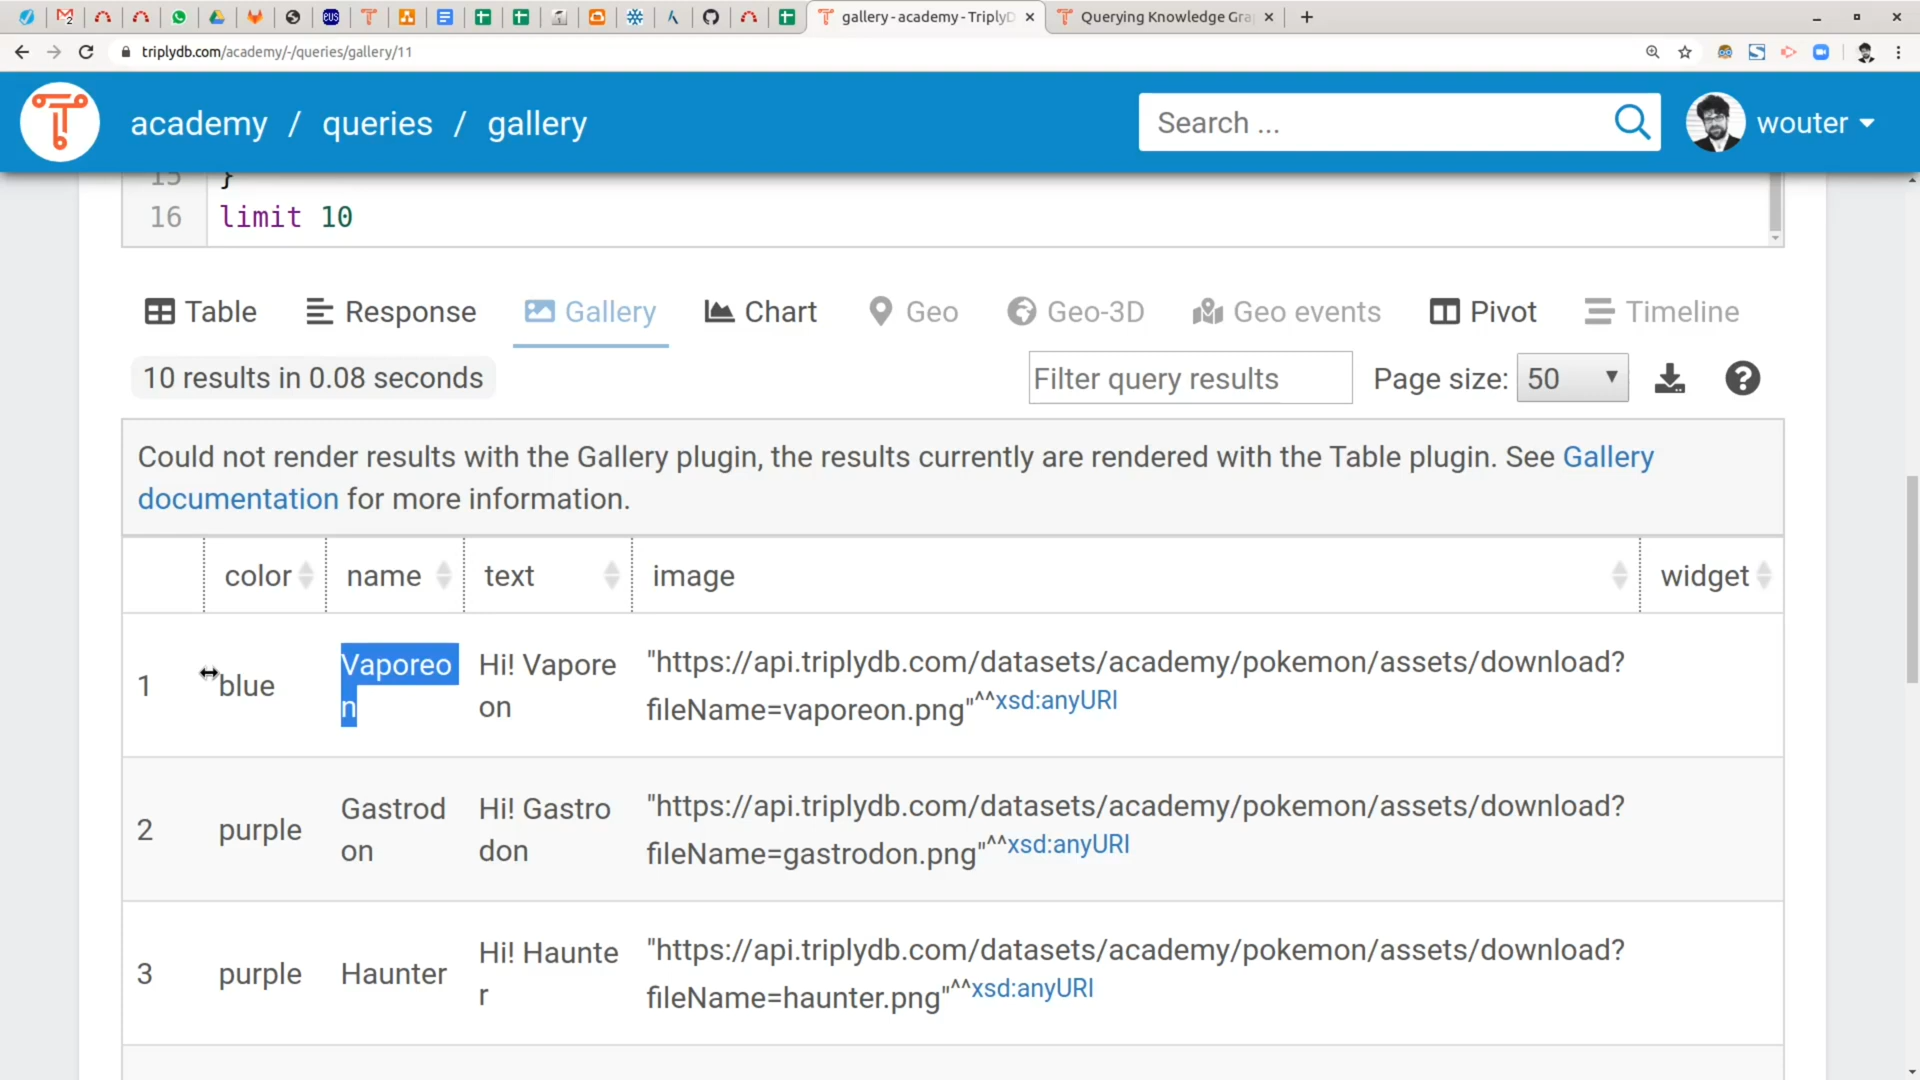 gallery - academy - TriplyD
Querying Knowledge Gra
triplydb.com/academy/-/queries/gallery/11
academy / queries / gallery
Search ...
wouter
15 }
16 limit 10
Table Response Gallery Chart Geo Geo-3D Geo events Pivot Timeline
10 results in 0.08 seconds
Filter query results
Page size: 50
Could not render results with the Gallery plugin, the results currently are rendered with the Table plugin. See Gallery
documentation for more information.
color name text image widget
1 blue Vaporeo
n
Hi! Vapore
on
"https://api.triplydb.com/datasets/academy/pokemon/assets/download?
fileName=vaporeon.png"^^xsd:anyURI
2 purple Gastrod
on
Hi! Gastro
don
"https://api.triplydb.com/datasets/academy/pokemon/assets/download?
fileName=gastrodon.png"^^xsd:anyURI
3 purple Haunter
Hi! Haunte
r
"https://api.triplydb.com/datasets/academy/pokemon/assets/download?
fileName=haunter.png"^^xsd:anyURI